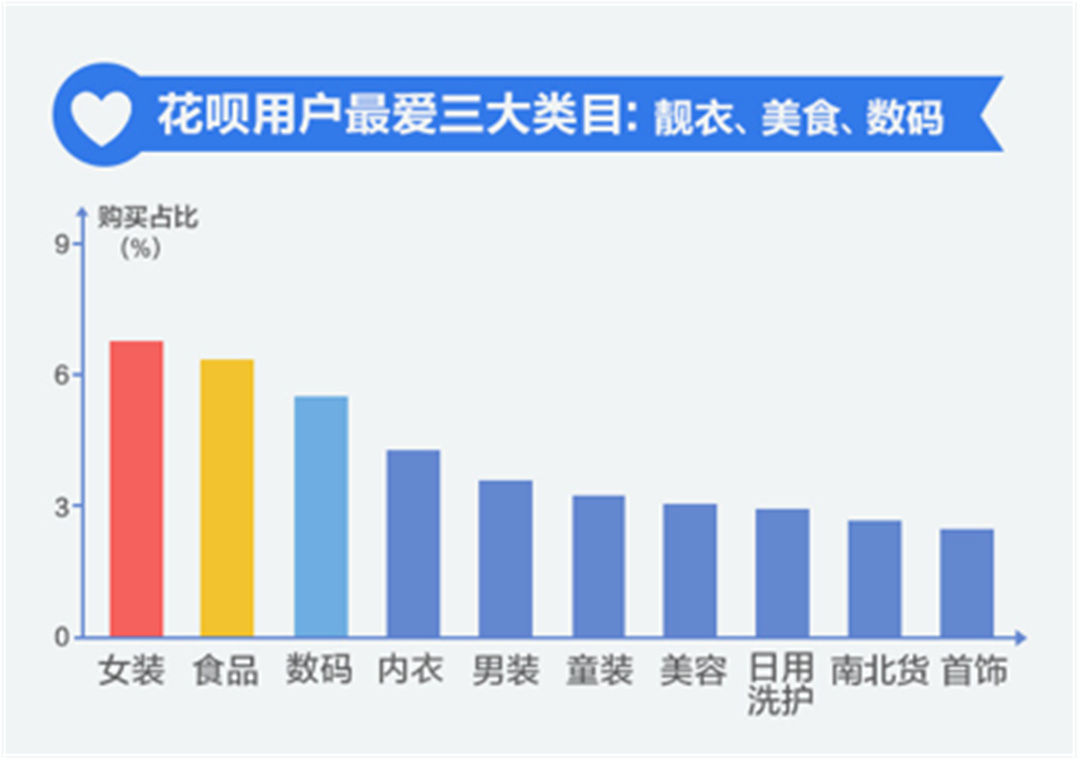 花呗用户最爱三大类目：靓衣、美食、数码
购买占比
（%）
9
6
3
0
女装 食品 数码 内衣 男装 童装 美容 日用 南北货 首饰
洗护